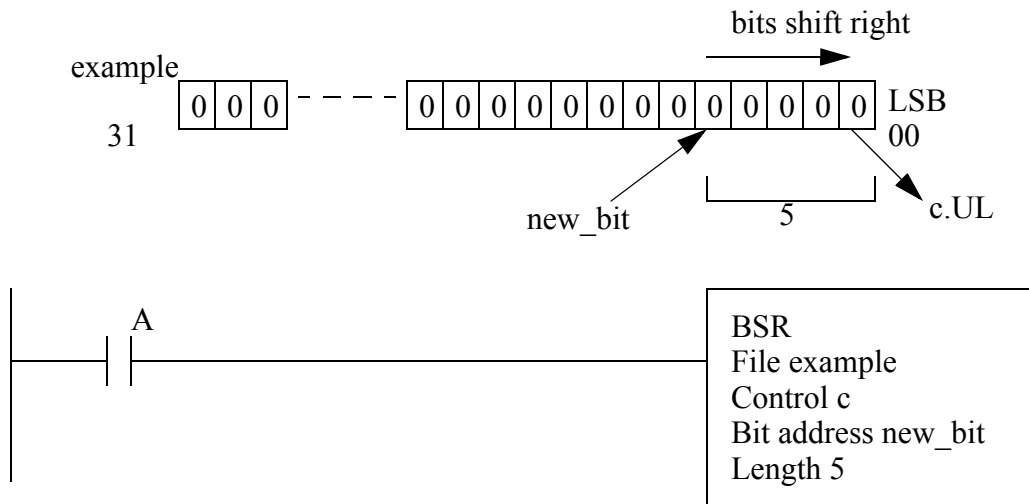 bits shift right
example
0 0 0 0 0 0 0 0 0 0 0 0 0 0 0 0 LSB
31 00
new_bit 5 c.UL
A
BSR
File example
Control c
Bit address new_bit
Length 5